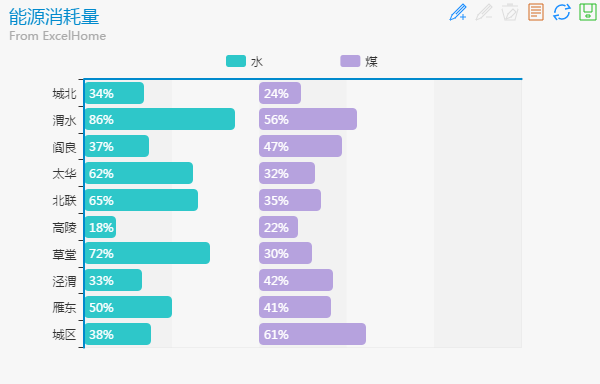 能源消耗量
From ExcelHome
水 煤
城北 34% 24%
渭水 86% 56%
阎良 37% 47%
太华 62% 32%
北联 65% 35%
高陵 18% 22%
草堂 72% 30%
泾渭 33% 42%
雁东 50% 41%
城区 38% 61%